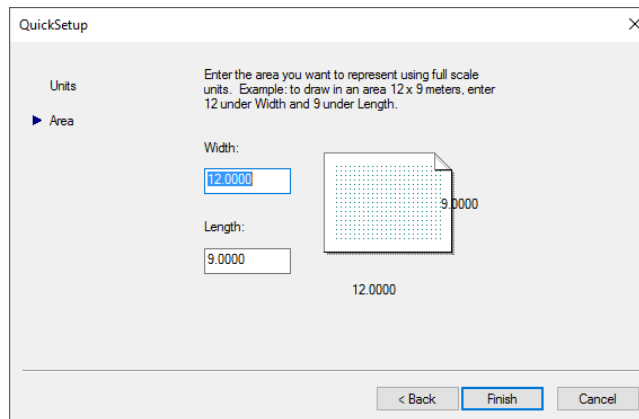 QuickSetup
Units
Area
Enter the area you want to represent using full scale
units. Example: to draw in an area 12 x 9 meters, enter
12 under Width and 9 under Length.
Width:
12.0000
Length:
9.0000
9.0000
12.0000
< Back
Finish
Cancel